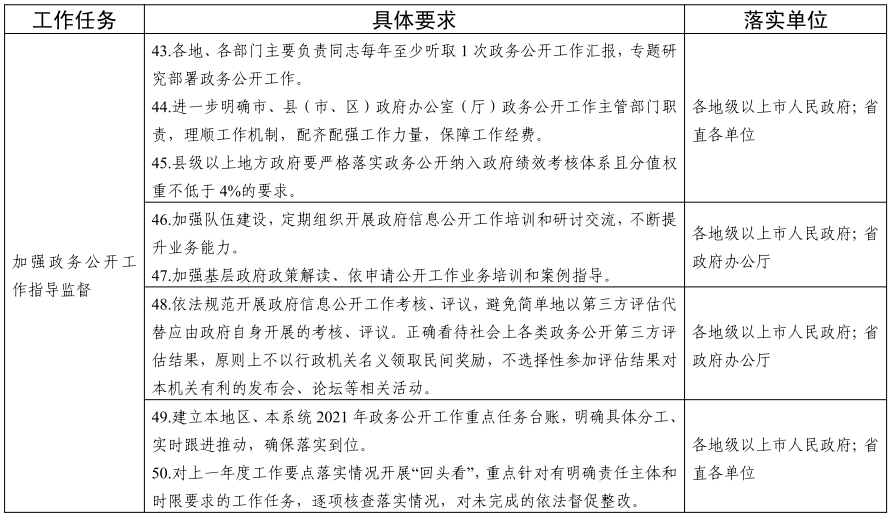 工作任务
具体要求
落实单位
加强政务公开工
作指导监督
43.各地、各部门主要负责同志每年至少听取 1 次政务公开工作汇报，专题研
究部署政务公开工作。
44.进一步明确市、县（市、区）政府办公室（厅）政务公开工作主管部门职
责，理顺工作机制，配齐配强工作力量，保障工作经费。
45.县级以上地方政府要严格落实政务公开纳入政府绩效考核体系且分值权
重不低于 4%的要求。
各地级以上市人民政府；省
直各单位
46.加强队伍建设，定期组织开展政府信息公开工作培训和研讨交流，不断提
升业务能力。
47.加强基层政府政策解读、依申请公开工作业务培训和案例指导。
各地级以上市人民政府；省
政府办公厅
48.依法规范开展政府信息公开工作考核、评议，避免简单地以第三方评估代
替应由政府自身开展的考核、评议。正确看待社会上各类政务公开第三方评
估结果，原则上不以行政机关名义领取民间奖励，不选择性参加评估结果对
本机关有利的发布会、论坛等相关活动。
各地级以上市人民政府；省
政府办公厅
49.建立本地区、本系统 2021 年政务公开工作重点任务台账，明确具体分工、
实时跟进推动，确保落实到位。
50.对上一年度工作要点落实情况开展“回头看”，重点针对有明确责任主体和
时限要求的工作任务，逐项核查落实情况，对未完成的依法督促整改。
各地级以上市人民政府；省
直各单位